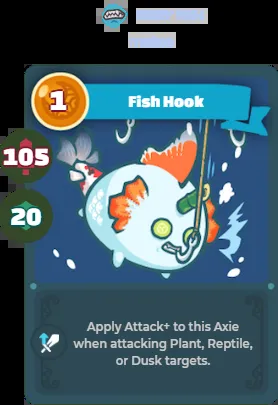 1
Fish Hook
105
20
Apply Attack+ to this Axie
when attacking Plant, Reptile,
or Dusk targets.